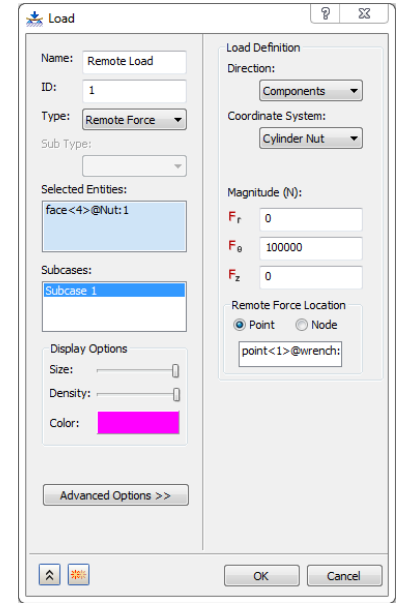 Load
Name: Remote Load
ID: 1
Type: Remote Force
Sub Type:
Selected Entities:
face<4>@Nut:1
Subcases:
Subcase 1
Display Options
Size:
Density:
Color:
Advanced Options >>
Load Definition
Direction:
Components
Coordinate System:
Cylinder Nut
Magnitude (N):
Fr 0
Fθ 100000
Fz 0
Remote Force Location
Point Node
point<1>@wrench:
OK Cancel